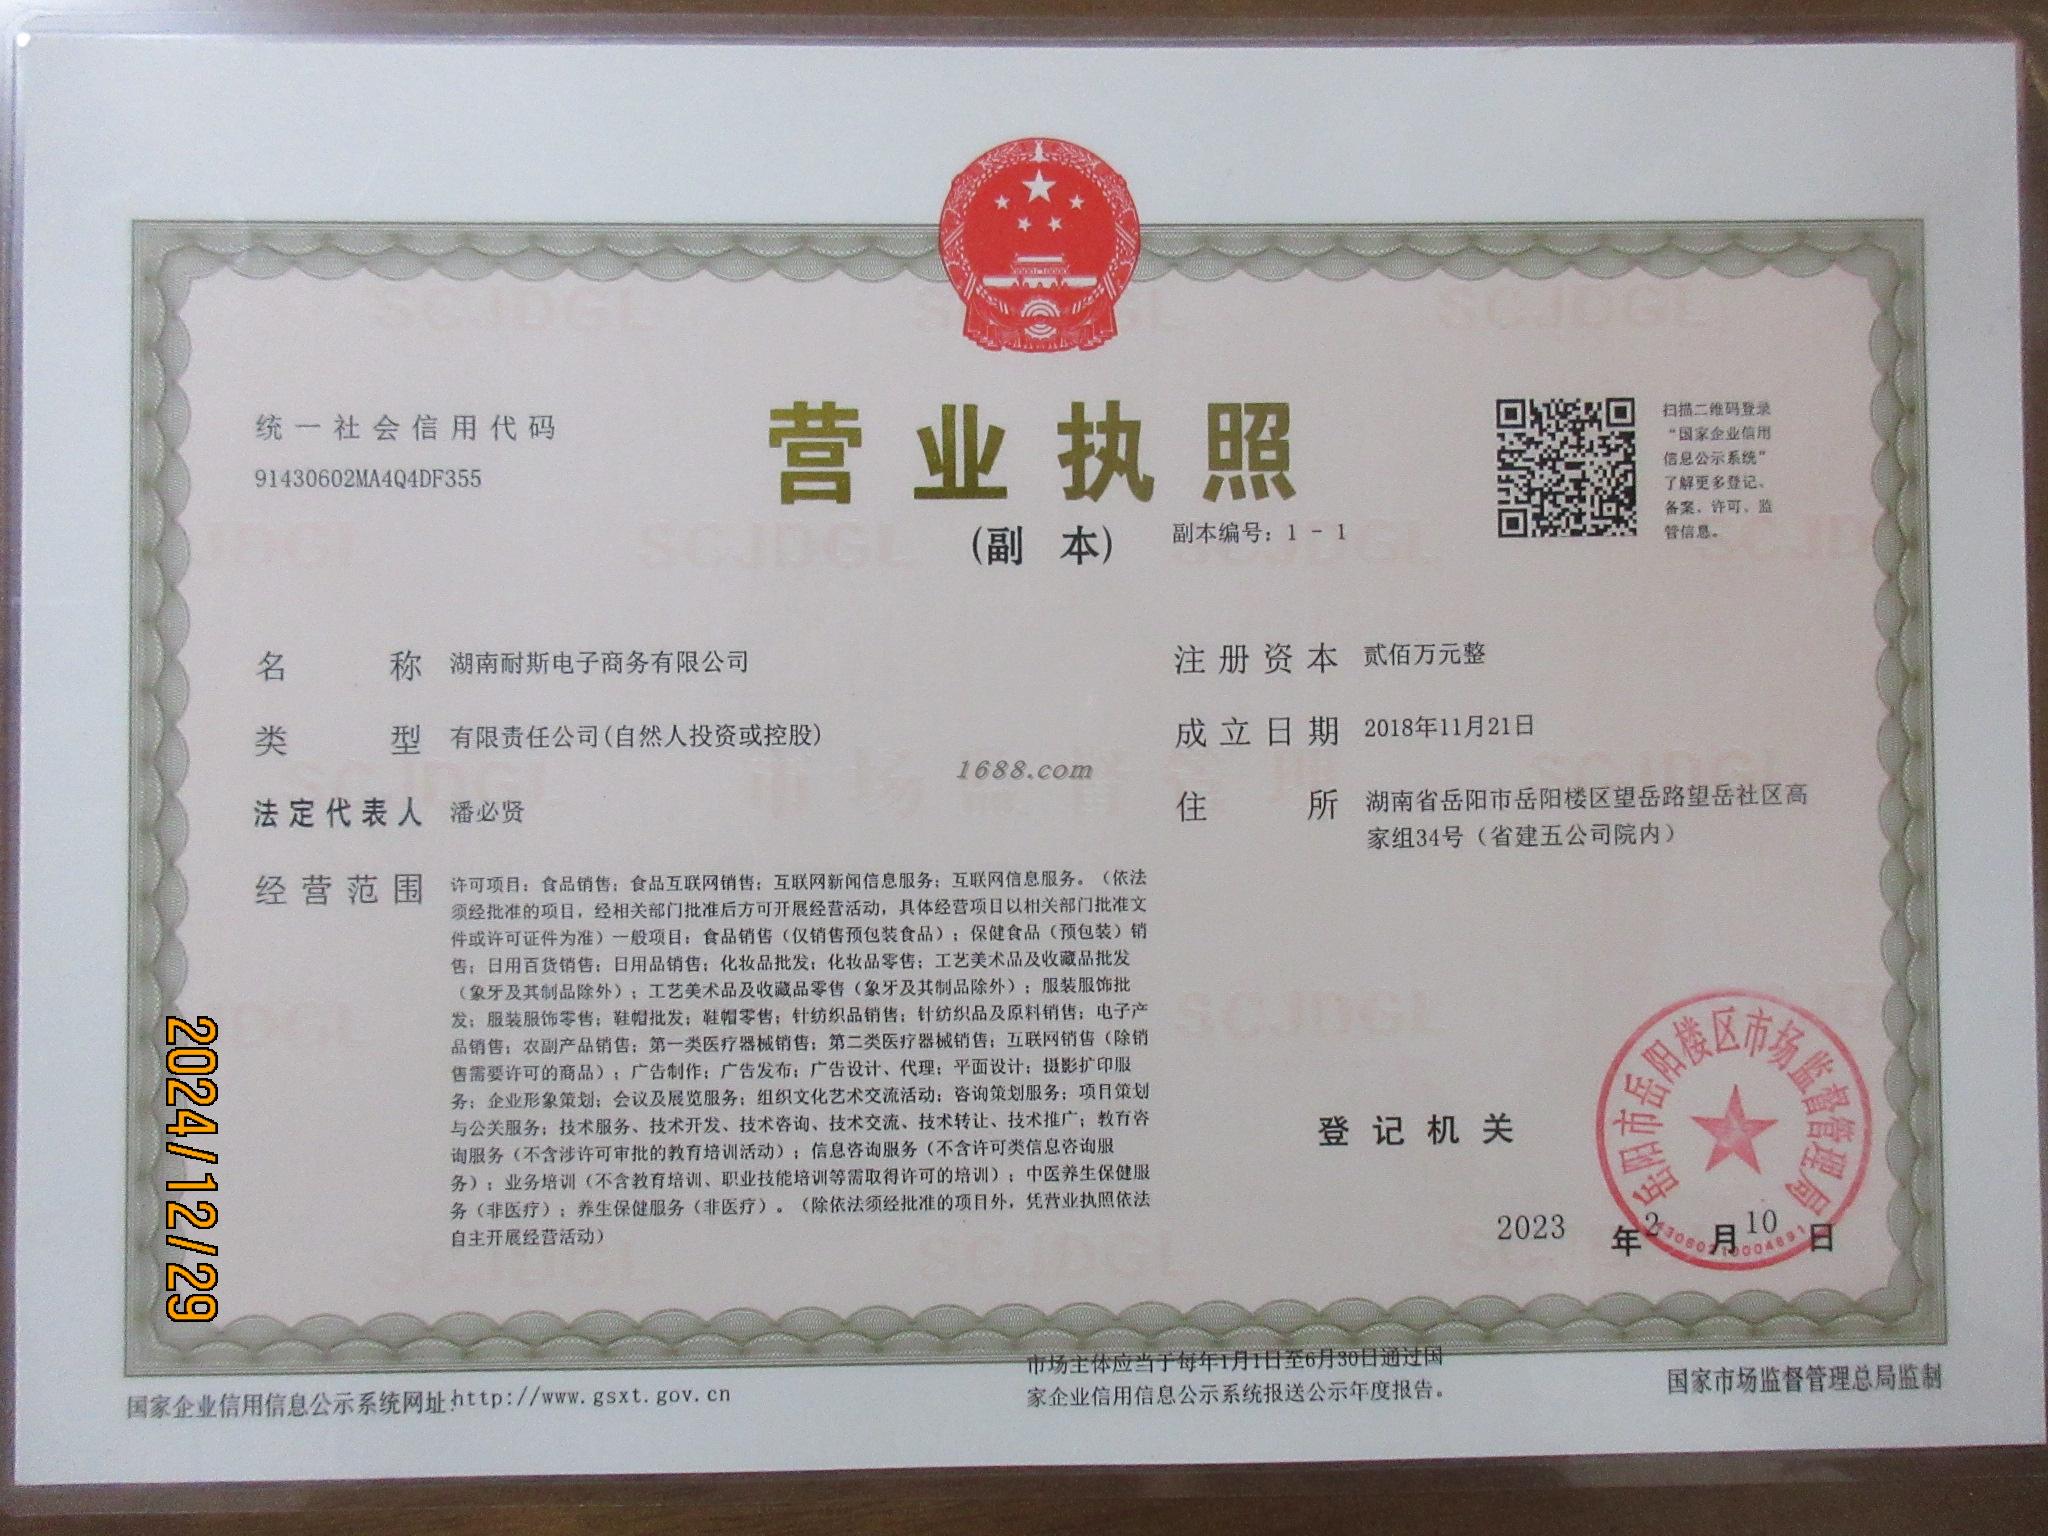 统一社会信用代码
91430602MA4Q4DF355
营业执照
(副 本)
副本编号：1 - 1
扫描二维码登录
“国家企业信用
信息公示系统”
了解更多登记、
备案、许可、监
管信息。
名 称 湖南耐斯电子商务有限公司
类 型 有限责任公司(自然人投资或控股)
法定代表人 潘必贤
注册资本 贰佰万元整
成立日期 2018年11月21日
住 所 湖南省岳阳市岳阳楼区望岳路望岳社区高
家组34号（省建五公司院内）
1688.com
经营范围 许可项目：食品销售；食品互联网销售；互联网新闻信息服务；互联网信息服务。（依法
须经批准的项目，经相关部门批准后方可开展经营活动，具体经营项目以相关部门批准文
件或许可证件为准）一般项目：食品销售（仅销售预包装食品）；保健食品（预包装）销
售；日用百货销售；日用品销售；化妆品批发；化妆品零售；工艺美术品及收藏品批发
（象牙及其制品除外）；工艺美术品及收藏品零售（象牙及其制品除外）；服装服饰批
发；服装服饰零售；鞋帽批发；鞋帽零售；针纺织品销售；针纺织品及原料销售；电子产
品销售；农副产品销售；第一类医疗器械销售；第二类医疗器械销售；互联网销售（除销
售需要许可的商品）；广告制作；广告发布；广告设计、代理；平面设计；摄影扩印服
务；企业形象策划；会议及展览服务；组织文化艺术交流活动；咨询策划服务；项目策划
与公关服务；技术服务、技术开发、技术咨询、技术交流、技术转让、技术推广；教育咨
询服务（不含涉许可审批的教育培训活动）；信息咨询服务（不含许可类信息咨询服
务）；业务培训（不含教育培训、职业技能培训等需取得许可的培训）；中医养生保健服
务（非医疗）；养生保健服务（非医疗）。（除依法须经批准的项目外，凭营业执照依法
自主开展经营活动）
登记机关
岳阳市岳阳楼区市场监督管理局
2023 年 2 月 10 日
2024/12/29
国家企业信用信息公示系统网址：http://www.gsxt.gov.cn
市场主体应当于每年1月1日至6月30日通过国
家企业信用信息公示系统报送公示年度报告。
国家市场监督管理总局监制